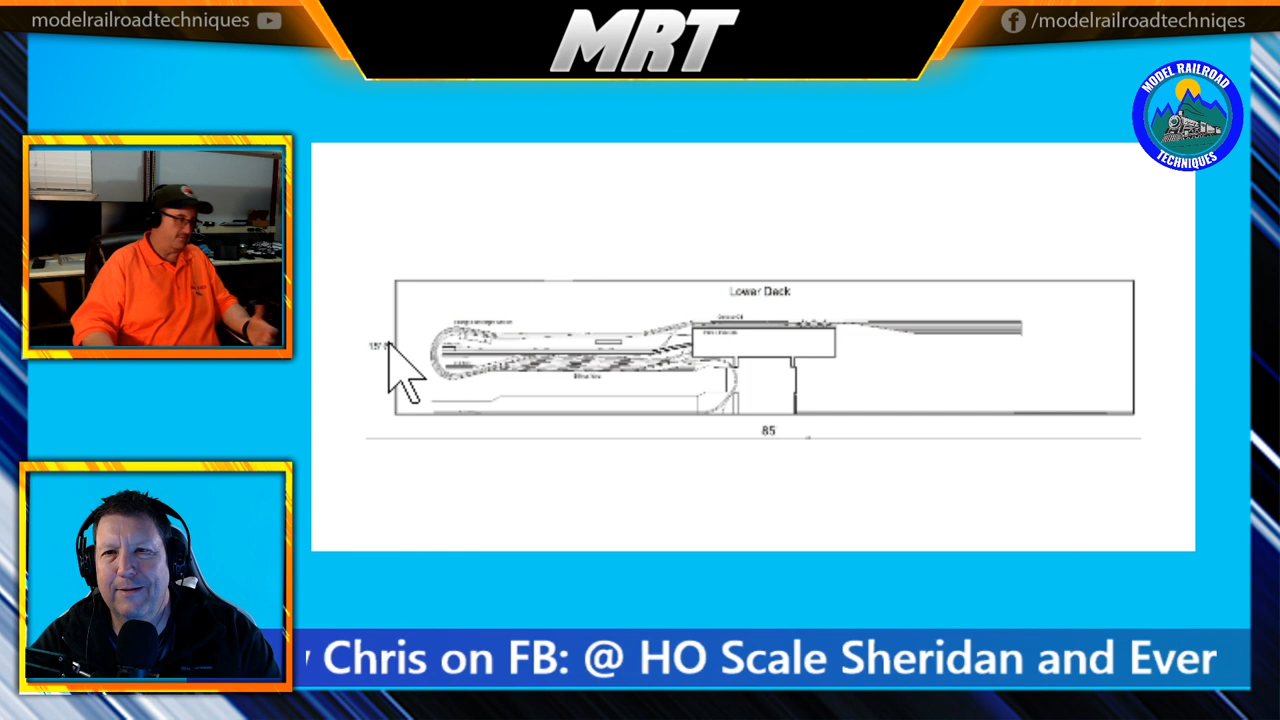 modelrailroadtechniques
MRT
/modelrailroadtechniqes
MODEL RAILROAD
TECHNIQUES
Lower Deck
85
Chris on FB: @ HO Scale Sheridan and Ever